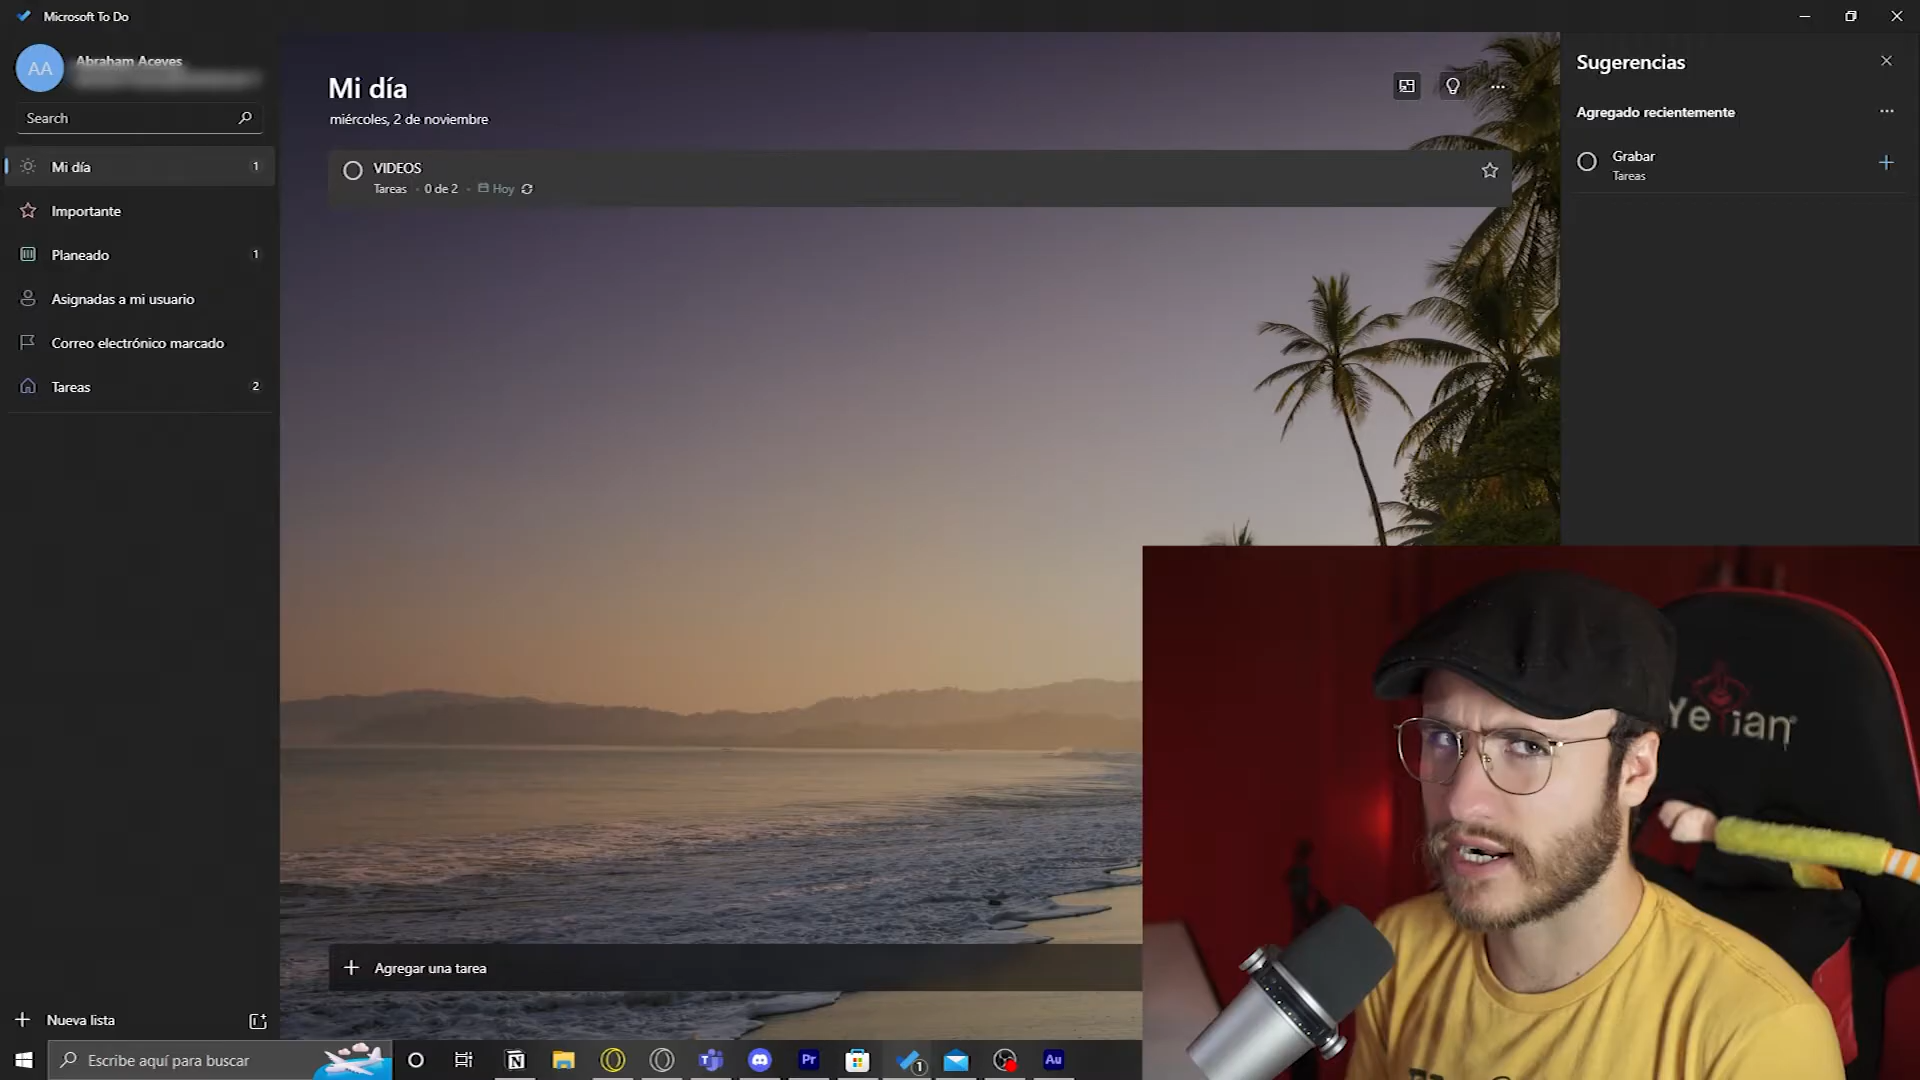 Microsoft To Do
AA
Abraham Aceves
Search
Mi día
1
Importante
Planeado
1
Asignadas a mi usuario
Correo electrónico marcado
Tareas
2
Nueva lista
Mi día
miércoles, 2 de noviembre
VIDEOS
Tareas
0 de 2
Hoy
Agregar una tarea
Sugerencias
Agregado recientemente
Grabar
Tareas
Yeyian
Escribe aquí para buscar
Pr
1
Au